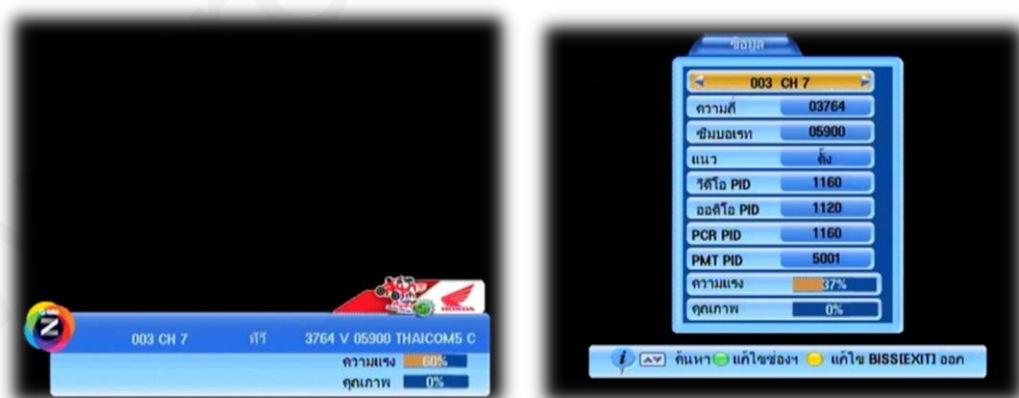 Z
HONDA
003 CH 7 ฟรี 3764 V 05900 THAICOM5 C
ความแรง 60%
คุณภาพ 0%
ข้อมูล
003 CH 7
ความถี่ 03764
ซิมบอเรท 05900
แนว ตั้ง
วิดีโอ PID 1160
ออดิโอ PID 1120
PCR PID 1160
PMT PID 5001
ความแรง 37%
คุณภาพ 0%
i ค้นหา แก้ไขช่องฯ แก้ไข BISS[EXIT] ออก